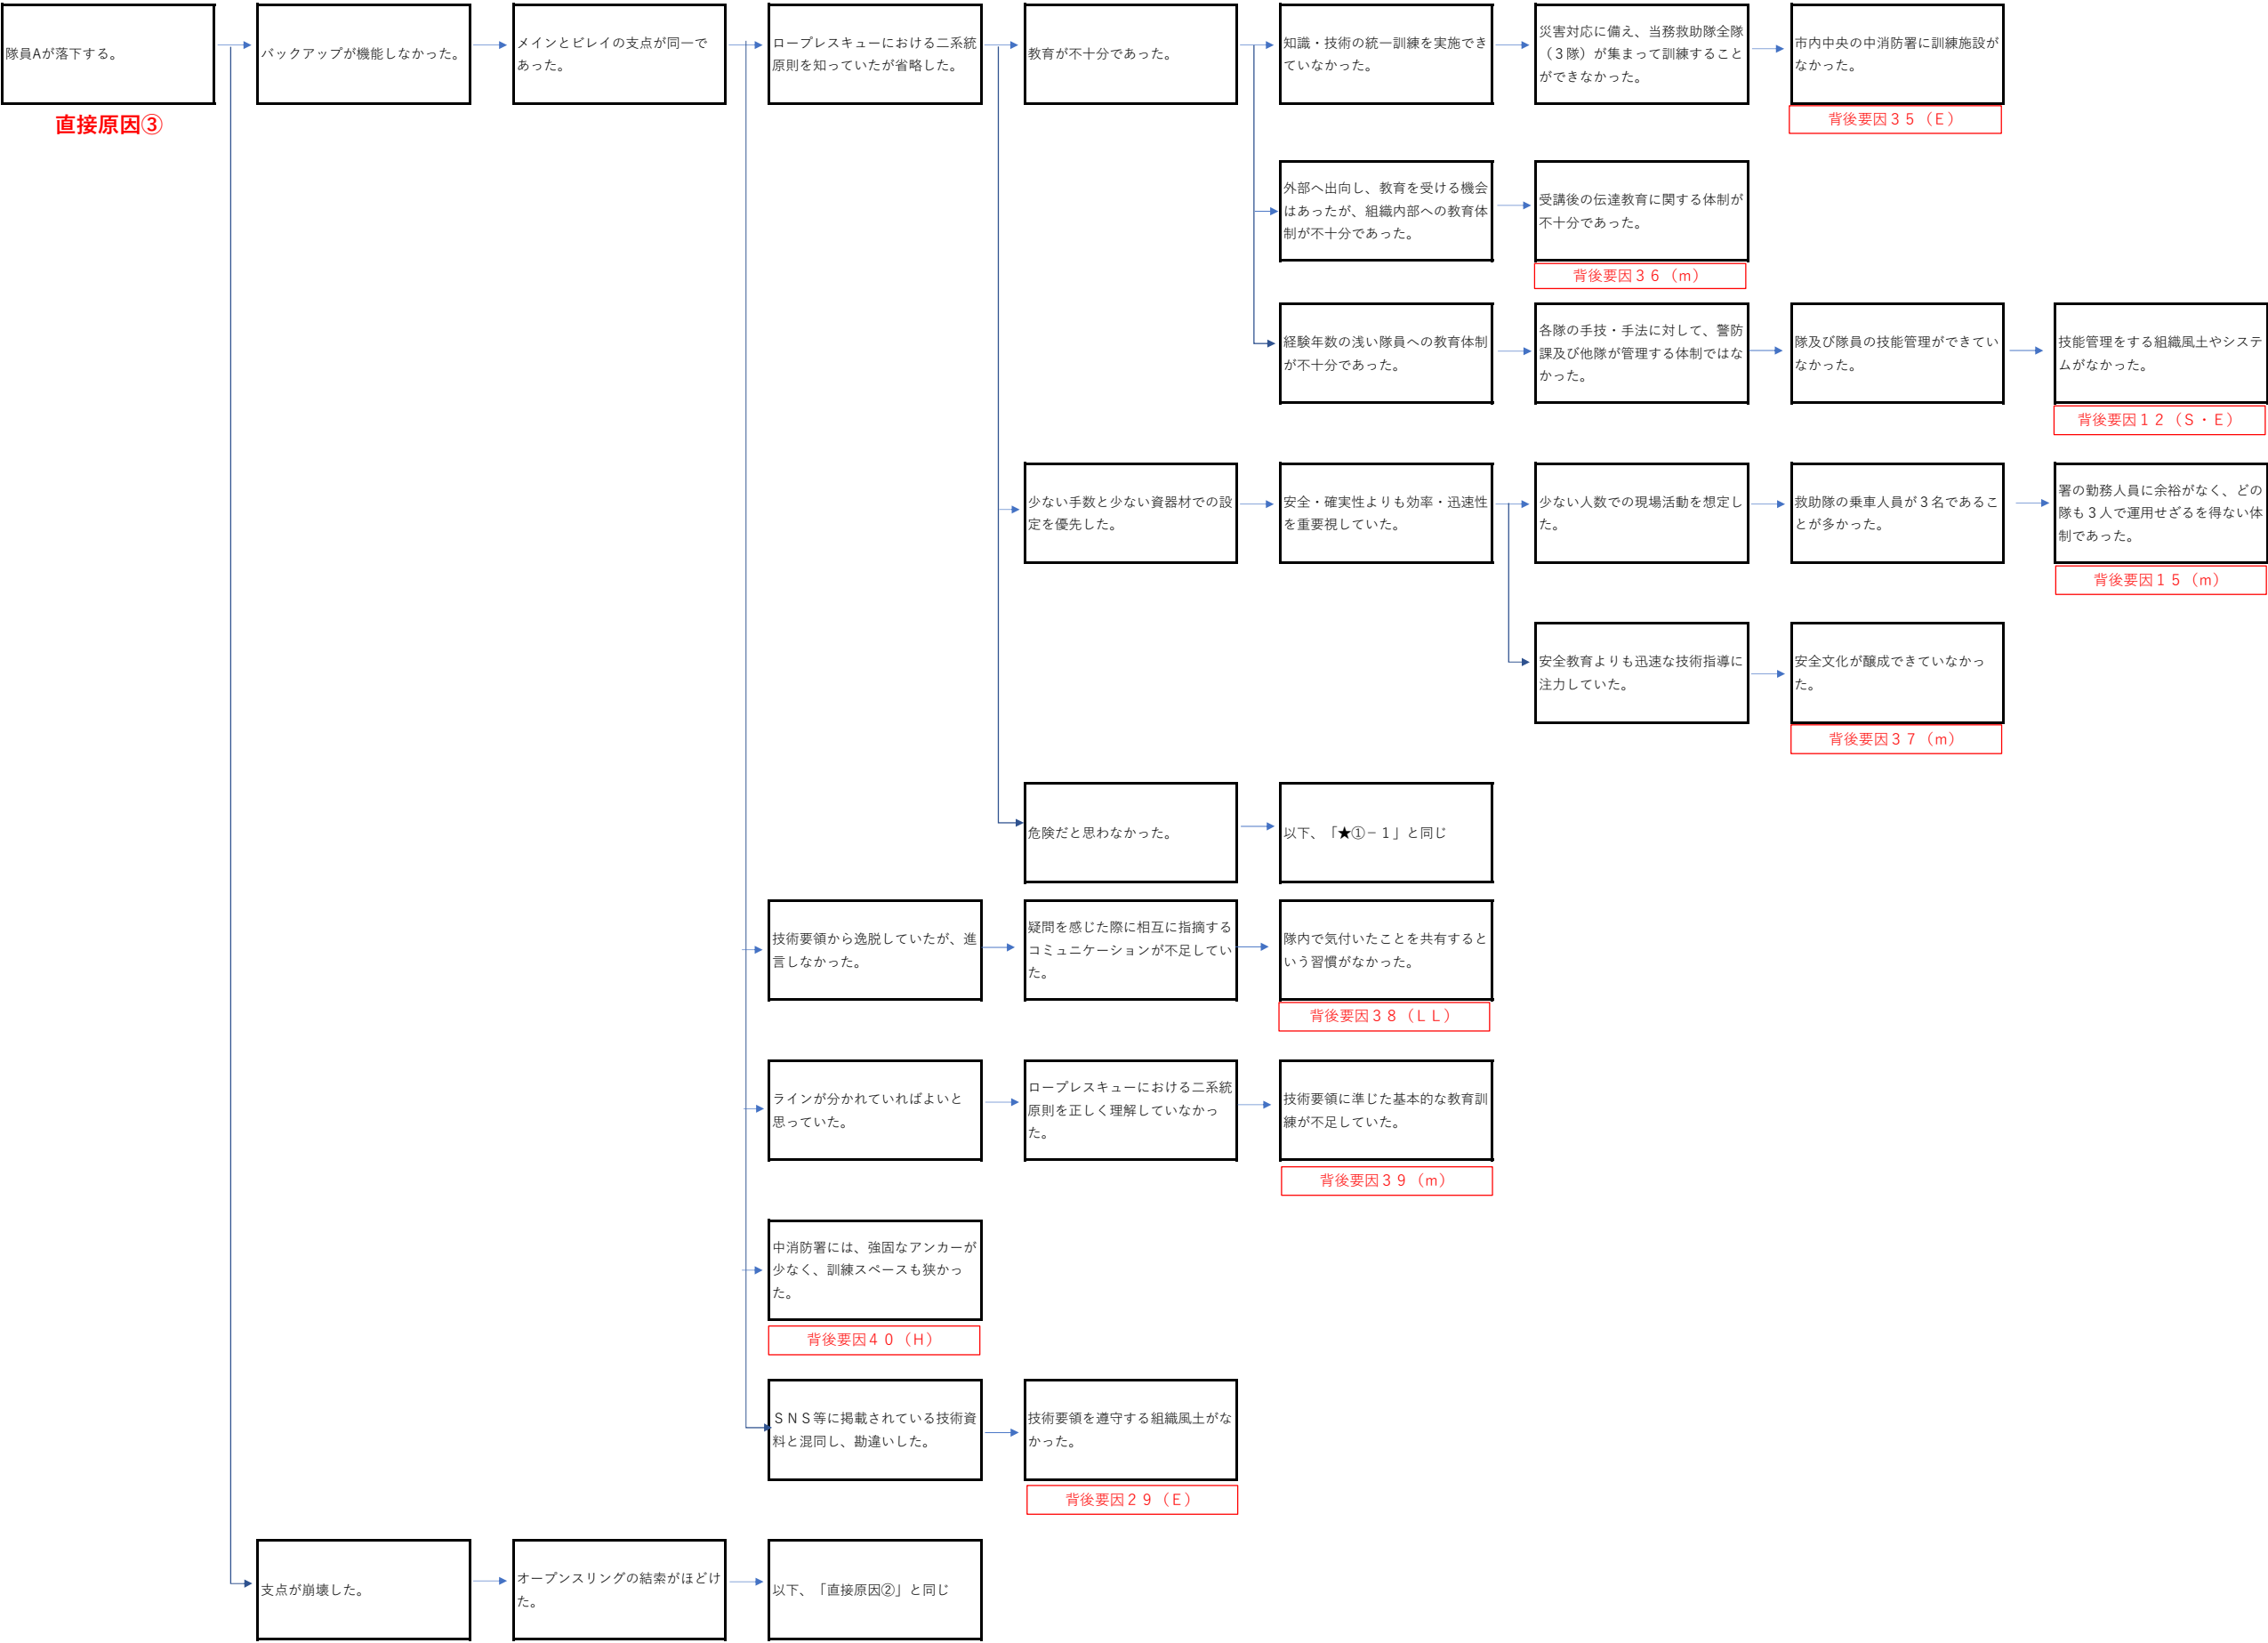 隊員Aが落下する。
直接原因③
バックアップが機能しなかった。
メインとビレイの支点が同一で
あった。
ロープレスキューにおける二系統
原則を知っていたが省略した。
教育が不十分であった。
知識・技術の統一訓練を実施でき
ていなかった。
災害対応に備え、当務救助隊全隊
（３隊）が集まって訓練すること
ができなかった。
市内中央の中消防署に訓練施設が
なかった。
背後要因３５（E）
外部へ出向し、教育を受ける機会
はあったが、組織内部への教育体
制が不十分であった。
受講後の伝達教育に関する体制が
不十分であった。
背後要因３６（m）
経験年数の浅い隊員への教育体制
が不十分であった。
各隊の手技・手法に対して、警防
課及び他隊が管理する体制ではな
かった。
隊及び隊員の技能管理ができてい
なかった。
技能管理をする組織風土やシステ
ムがなかった。
背後要因１２（S・E）
少ない手数と少ない資器材での設
定を優先した。
安全・確実性よりも効率・迅速性
を重要視していた。
少ない人数での現場活動を想定し
た。
救助隊の乗車人員が３名であるこ
とが多かった。
署の勤務人員に余裕がなく、どの
隊も３人で運用せざるを得ない体
制であった。
背後要因１５（m）
安全教育よりも迅速な技術指導に
注力していた。
安全文化が醸成できていなかっ
た。
背後要因３７（m）
危険だと思わなかった。
以下、「★①－１」と同じ
技術要領から逸脱していたが、進
言しなかった。
疑問を感じた際に相互に指摘する
コミュニケーションが不足してい
た。
隊内で気付いたことを共有すると
いう習慣がなかった。
背後要因３８（ＬＬ）
ラインが分かれていればよいと
思っていた。
ロープレスキューにおける二系統
原則を正しく理解していなかっ
た。
技術要領に準じた基本的な教育訓
練が不足していた。
背後要因３９（m）
中消防署には、強固なアンカーが
少なく、訓練スペースも狭かっ
た。
背後要因４０（H）
ＳＮＳ等に掲載されている技術資
料と混同し、勘違いした。
技術要領を遵守する組織風土がな
かった。
背後要因２９（E）
支点が崩壊した。
オープンスリングの結索がほどけ
た。
以下、「直接原因②」と同じ